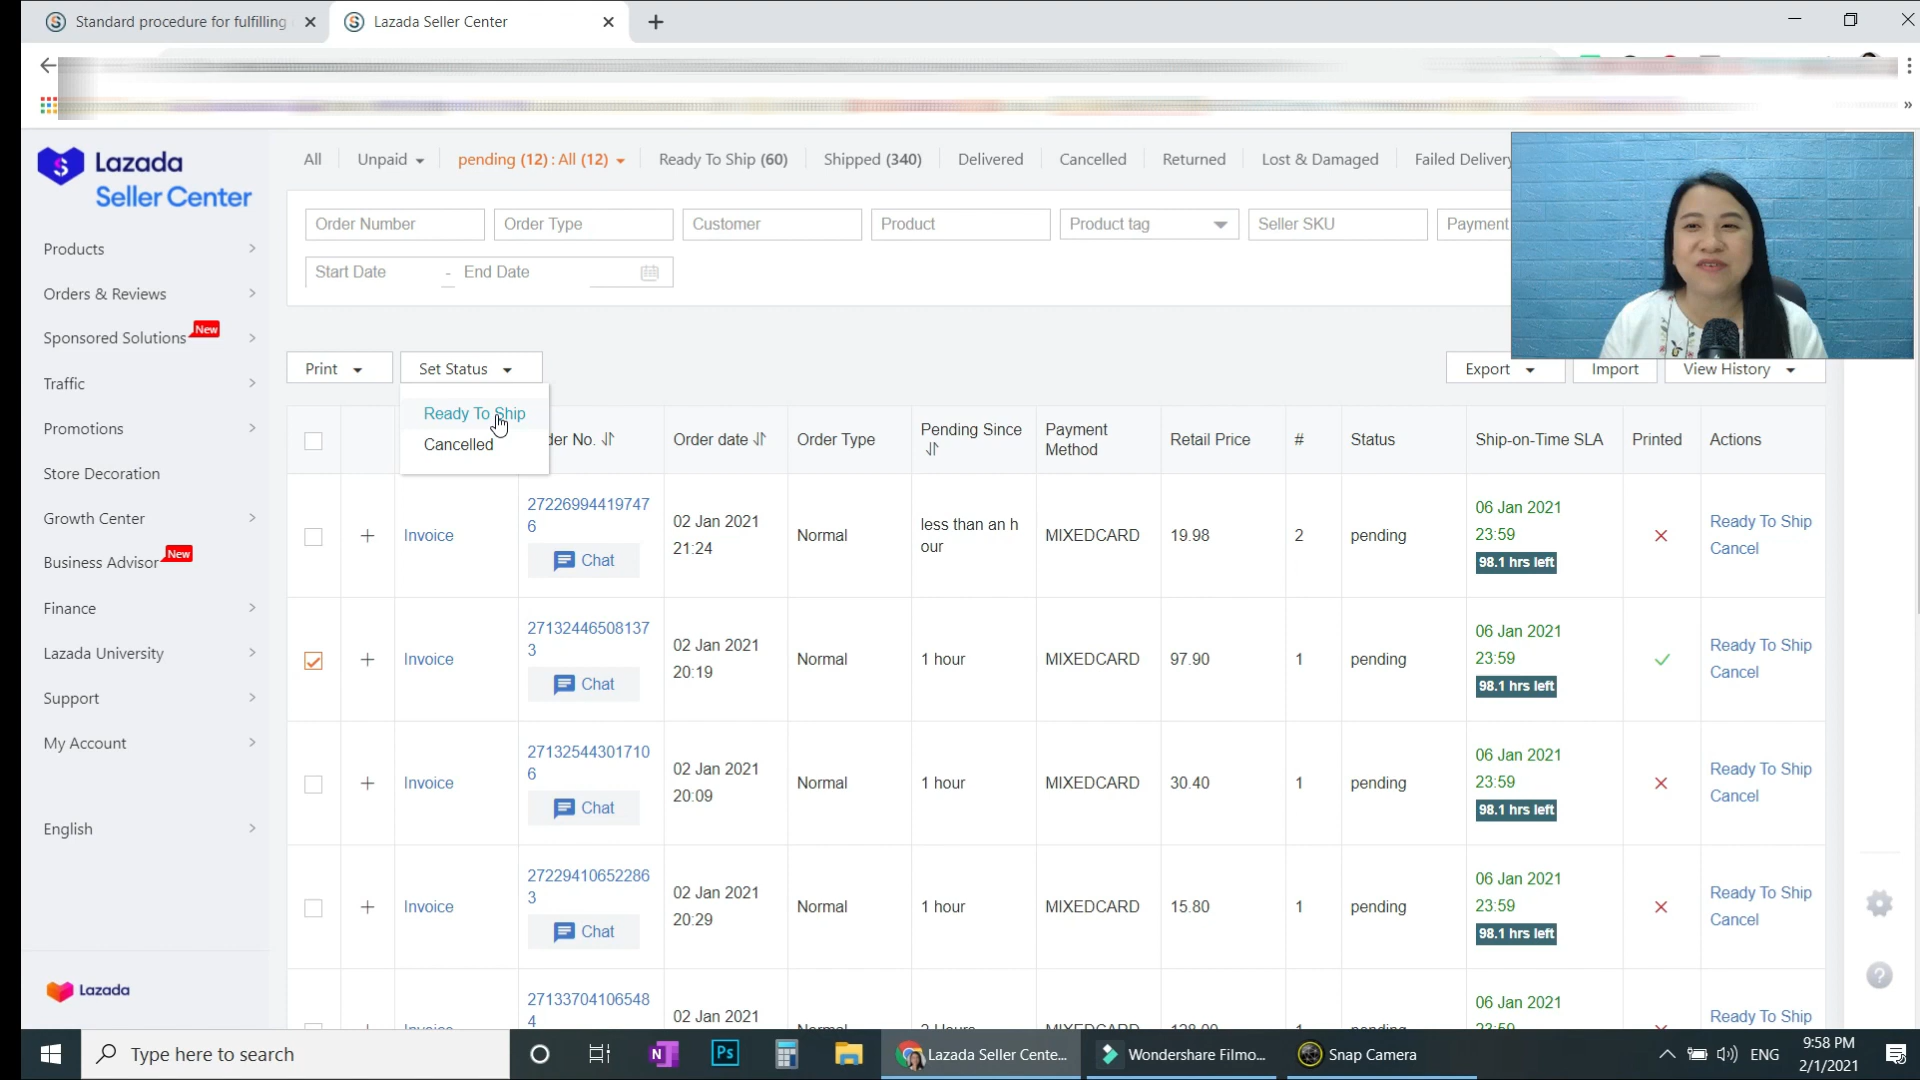 Standard procedure for fulfilling
Lazada Seller Center
Lazada
Seller Center
All
Unpaid
pending (12) : All (12)
Ready To Ship (60)
Shipped (340)
Delivered
Cancelled
Returned
Lost & Damaged
Failed Delivery
Order Number
Order Type
Customer
Product
Product tag
Seller SKU
Payment
Start Date - End Date
Products
Orders & Reviews
Sponsored Solutions New
Traffic
Promotions
Store Decoration
Growth Center
Business Advisor New
Finance
Lazada University
Support
My Account
English
Lazada
Print
Set Status
Ready To Ship
Cancelled
Export
Import
View History
der No.
Order date
Order Type
Pending Since
Payment Method
Retail Price
#
Status
Ship-on-Time SLA
Printed
Actions
Invoice
27226994419747
6
Chat
02 Jan 2021
21:24
Normal
less than an h
our
MIXEDCARD
19.98
2
pending
06 Jan 2021
23:59
98.1 hrs left
Ready To Ship
Cancel
Invoice
27132446508137
3
Chat
02 Jan 2021
20:19
Normal
1 hour
MIXEDCARD
97.90
1
pending
06 Jan 2021
23:59
98.1 hrs left
Ready To Ship
Cancel
Invoice
27132544301710
6
Chat
02 Jan 2021
20:09
Normal
1 hour
MIXEDCARD
30.40
1
pending
06 Jan 2021
23:59
98.1 hrs left
Ready To Ship
Cancel
Invoice
27229410652286
3
Chat
02 Jan 2021
20:29
Normal
1 hour
MIXEDCARD
15.80
1
pending
06 Jan 2021
23:59
98.1 hrs left
Ready To Ship
Cancel
Invoice
27133704106548
4
02 Jan 2021
Normal
2 Hours
MIXEDCARD
128.00
1
pending
06 Jan 2021
23:59
Ready To Ship
Type here to search
Ps
Lazada Seller Cente...
Wondershare Filmo...
Snap Camera
ENG
9:58 PM
2/1/2021